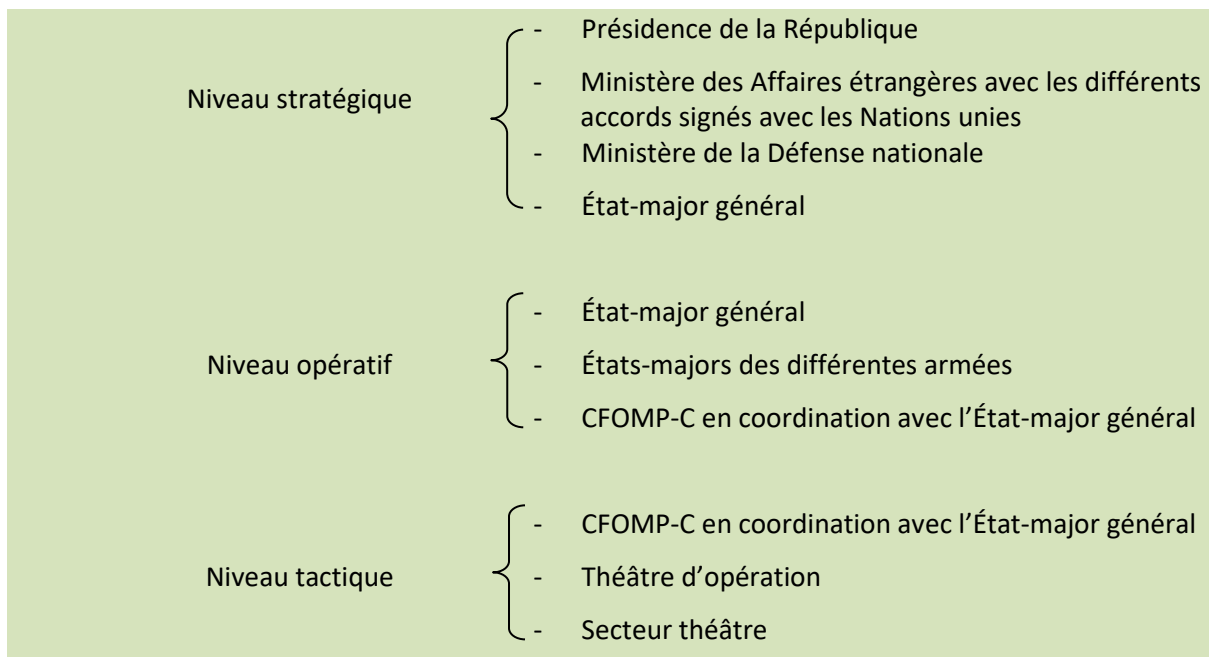 Niveau stratégique
- Présidence de la République
- Ministère des Affaires étrangères avec les différents
accords signés avec les Nations unies
- Ministère de la Défense nationale
- État-major général
Niveau opératif
- État-major général
- États-majors des différentes armées
- CFOMP-C en coordination avec l’État-major général
Niveau tactique
- CFOMP-C en coordination avec l’État-major général
- Théâtre d’opération
- Secteur théâtre